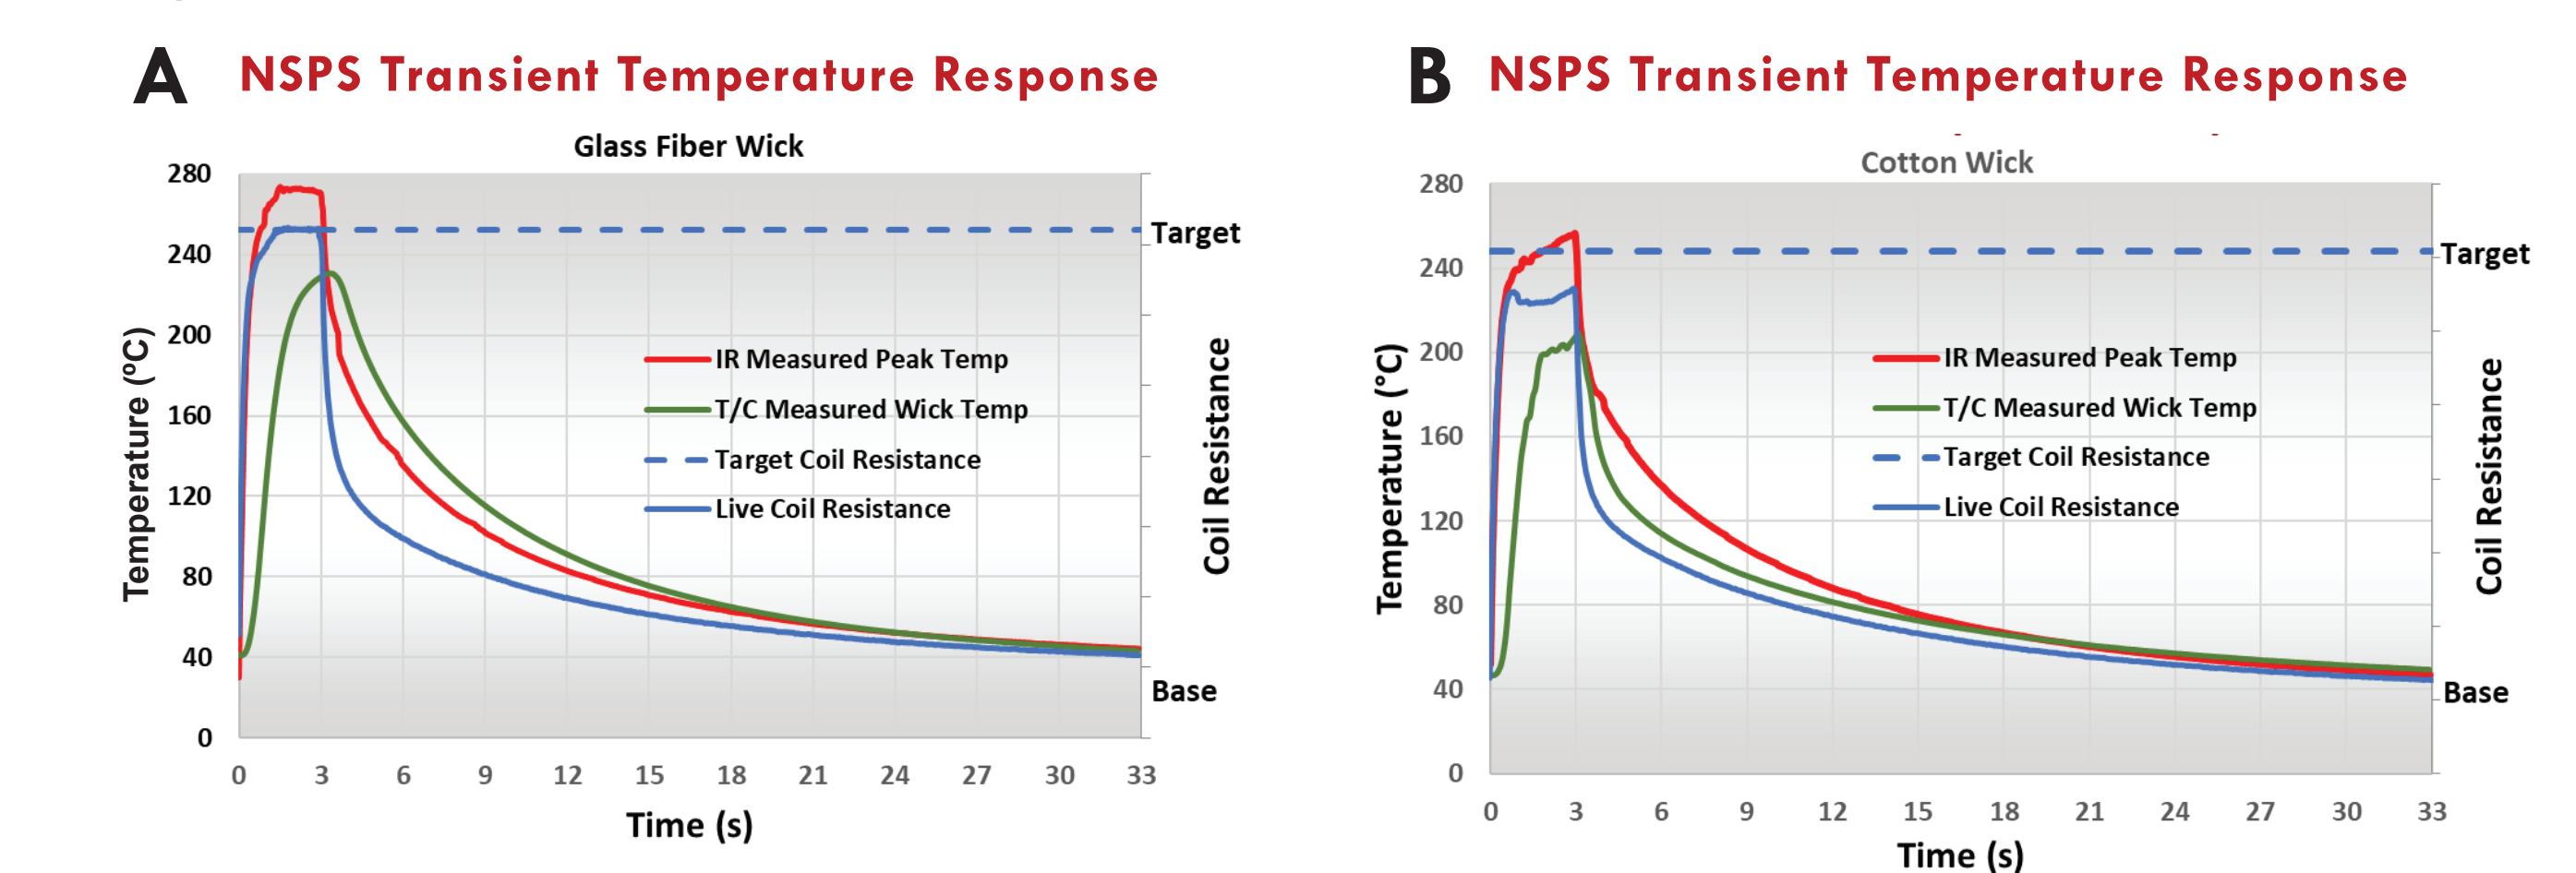 A NSPS Transient Temperature Response
Glass Fiber Wick
280
240
200
160
120
80
40
0
Temperature (ºC)
0 3 6 9 12 15 18 21 24 27 30 33
Time (s)
IR Measured Peak Temp
T/C Measured Wick Temp
Target Coil Resistance
Live Coil Resistance
Target
Coil Resistance
Base
B NSPS Transient Temperature Response
Cotton Wick
280
240
200
160
120
80
40
0
Temperature (°C)
0 3 6 9 12 15 18 21 24 27 30 33
Time (s)
IR Measured Peak Temp
T/C Measured Wick Temp
Target Coil Resistance
Live Coil Resistance
Target
Coil Resistance
Base